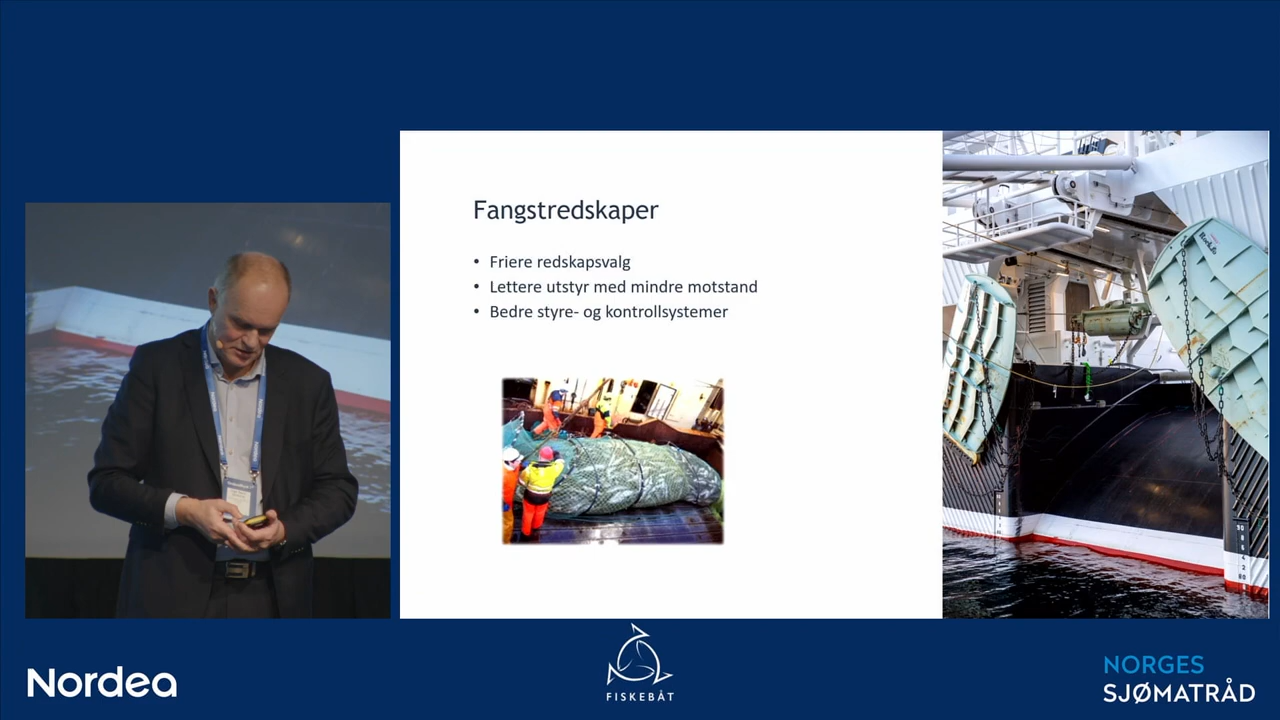 Fangstredskaper
• Friere redskapsvalg
• Lettere utstyr med mindre motstand
• Bedre styre- og kontrollsystemer
Nordea
FISKEBÅT
NORGES
SJØMATRÅD